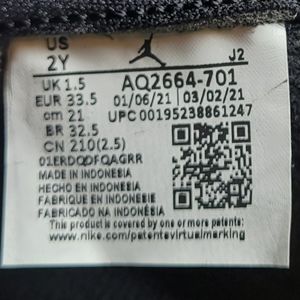 US
2Y
J2
UK 1.5
AQ2664-701
EUR 33.5
01/06/21
03/02/21
cm 21
UPC 00195238861247
BR 32.5
CN 210(2.5)
01ERDQDFQAGRR
MADE IN INDONESIA
HECHO EN INDONESIA
FABRIQUE EN INDONESIE
FABRICADO NA INDONÉSIA
This product is covered by one or more patents:
www.nike.com/patentsvirtualmarking